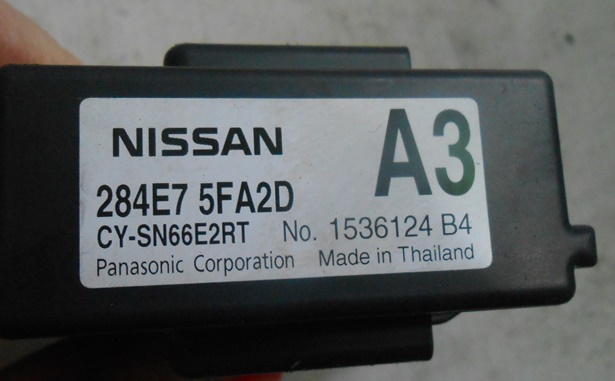 NISSAN A3
284E7 5FA2D
CY-SN66E2RT No. 1536124 B4
Panasonic Corporation Made in Thailand